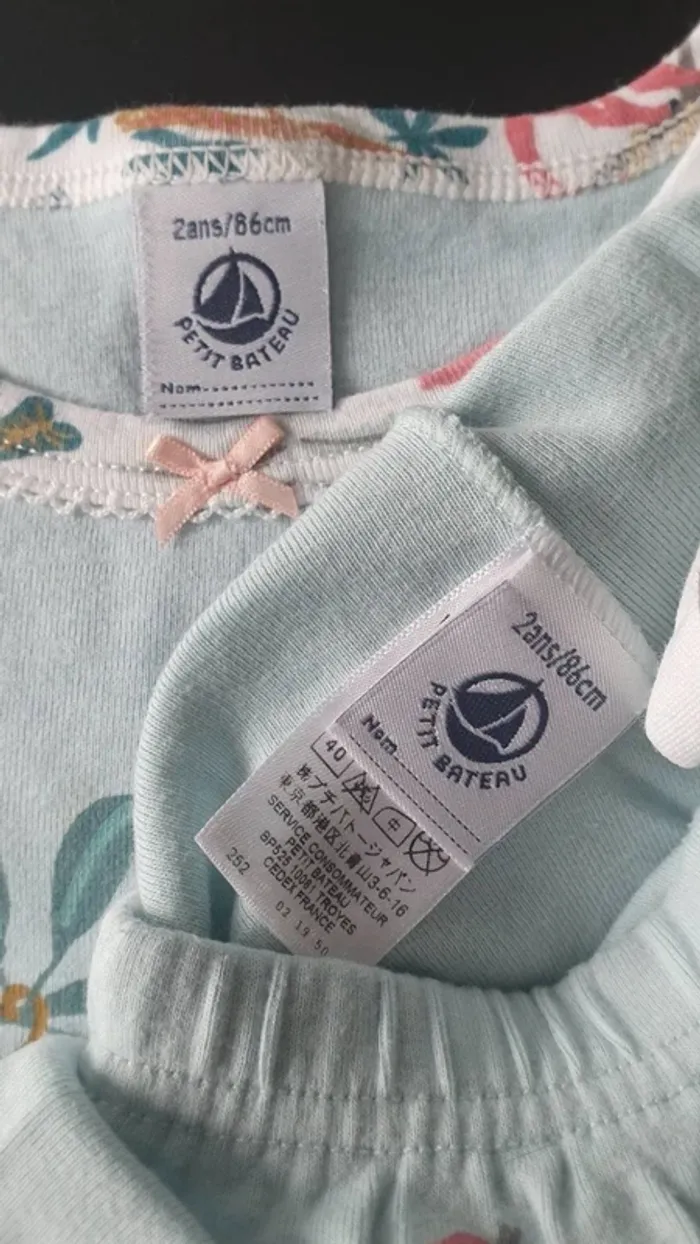 2ans/86cm
PETIT BATEAU
Nom
2ans/86cm
PETIT BATEAU
Nom
40
中
㈱プチバトー・ジャパン
東京都港区北青山3-6-16
SERVICE CONSOMMATEUR
PETIT BATEAU
BP525 10081 TROYES
CEDEX FRANCE
252
02 19 50